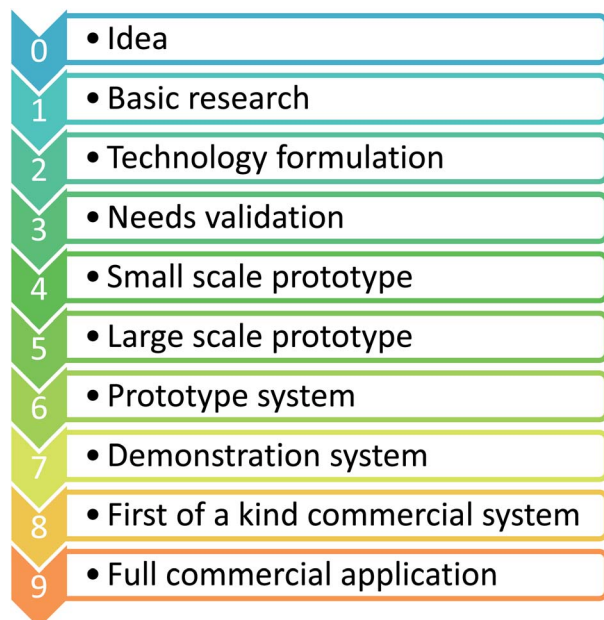 0 • Idea
1 • Basic research
2 • Technology formulation
3 • Needs validation
4 • Small scale prototype
5 • Large scale prototype
6 • Prototype system
7 • Demonstration system
8 • First of a kind commercial system
9 • Full commercial application